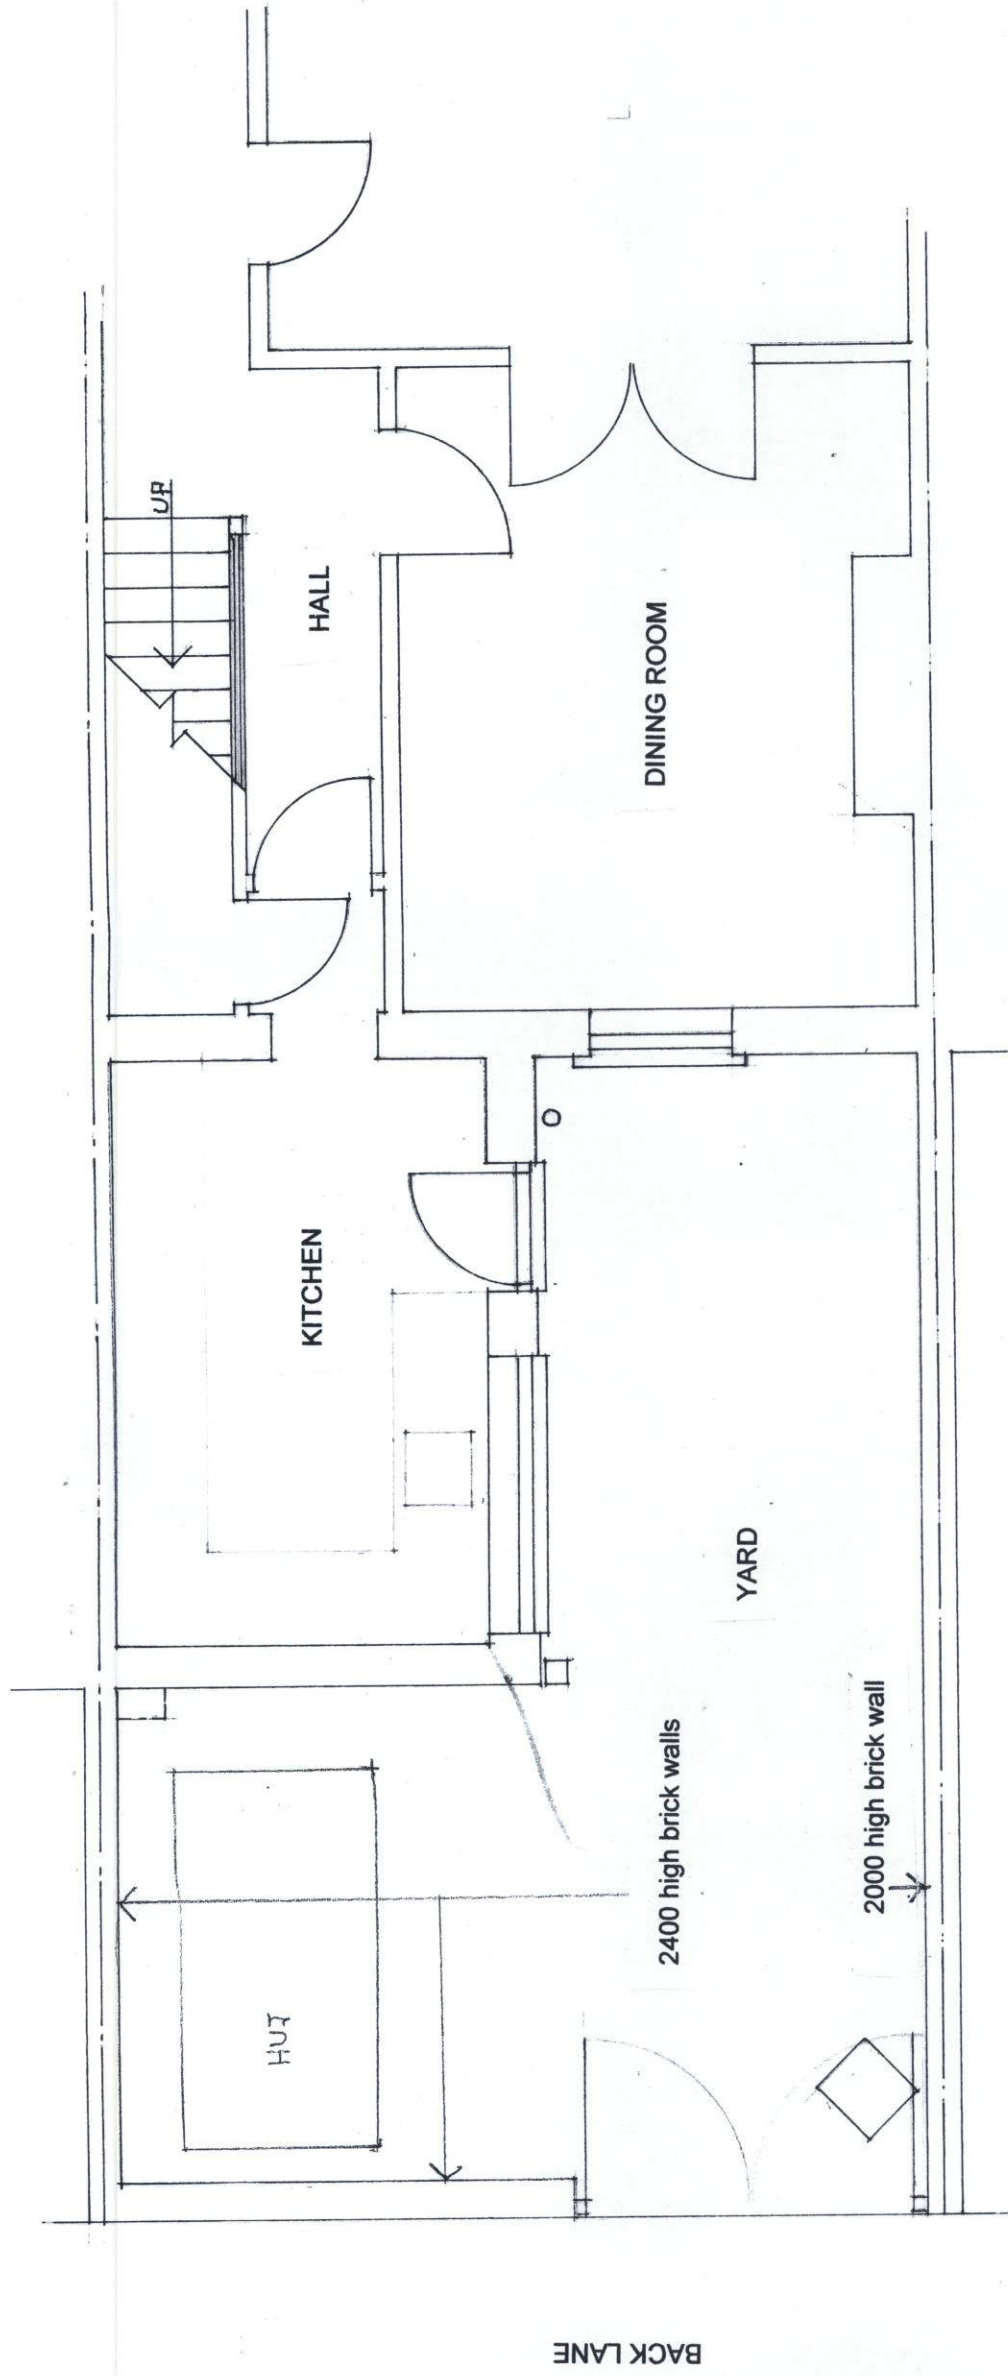 UP
HALL
DINING ROOM
KITCHEN
YARD
2400 high brick walls
2000 high brick wall
HUT
BACK LANE